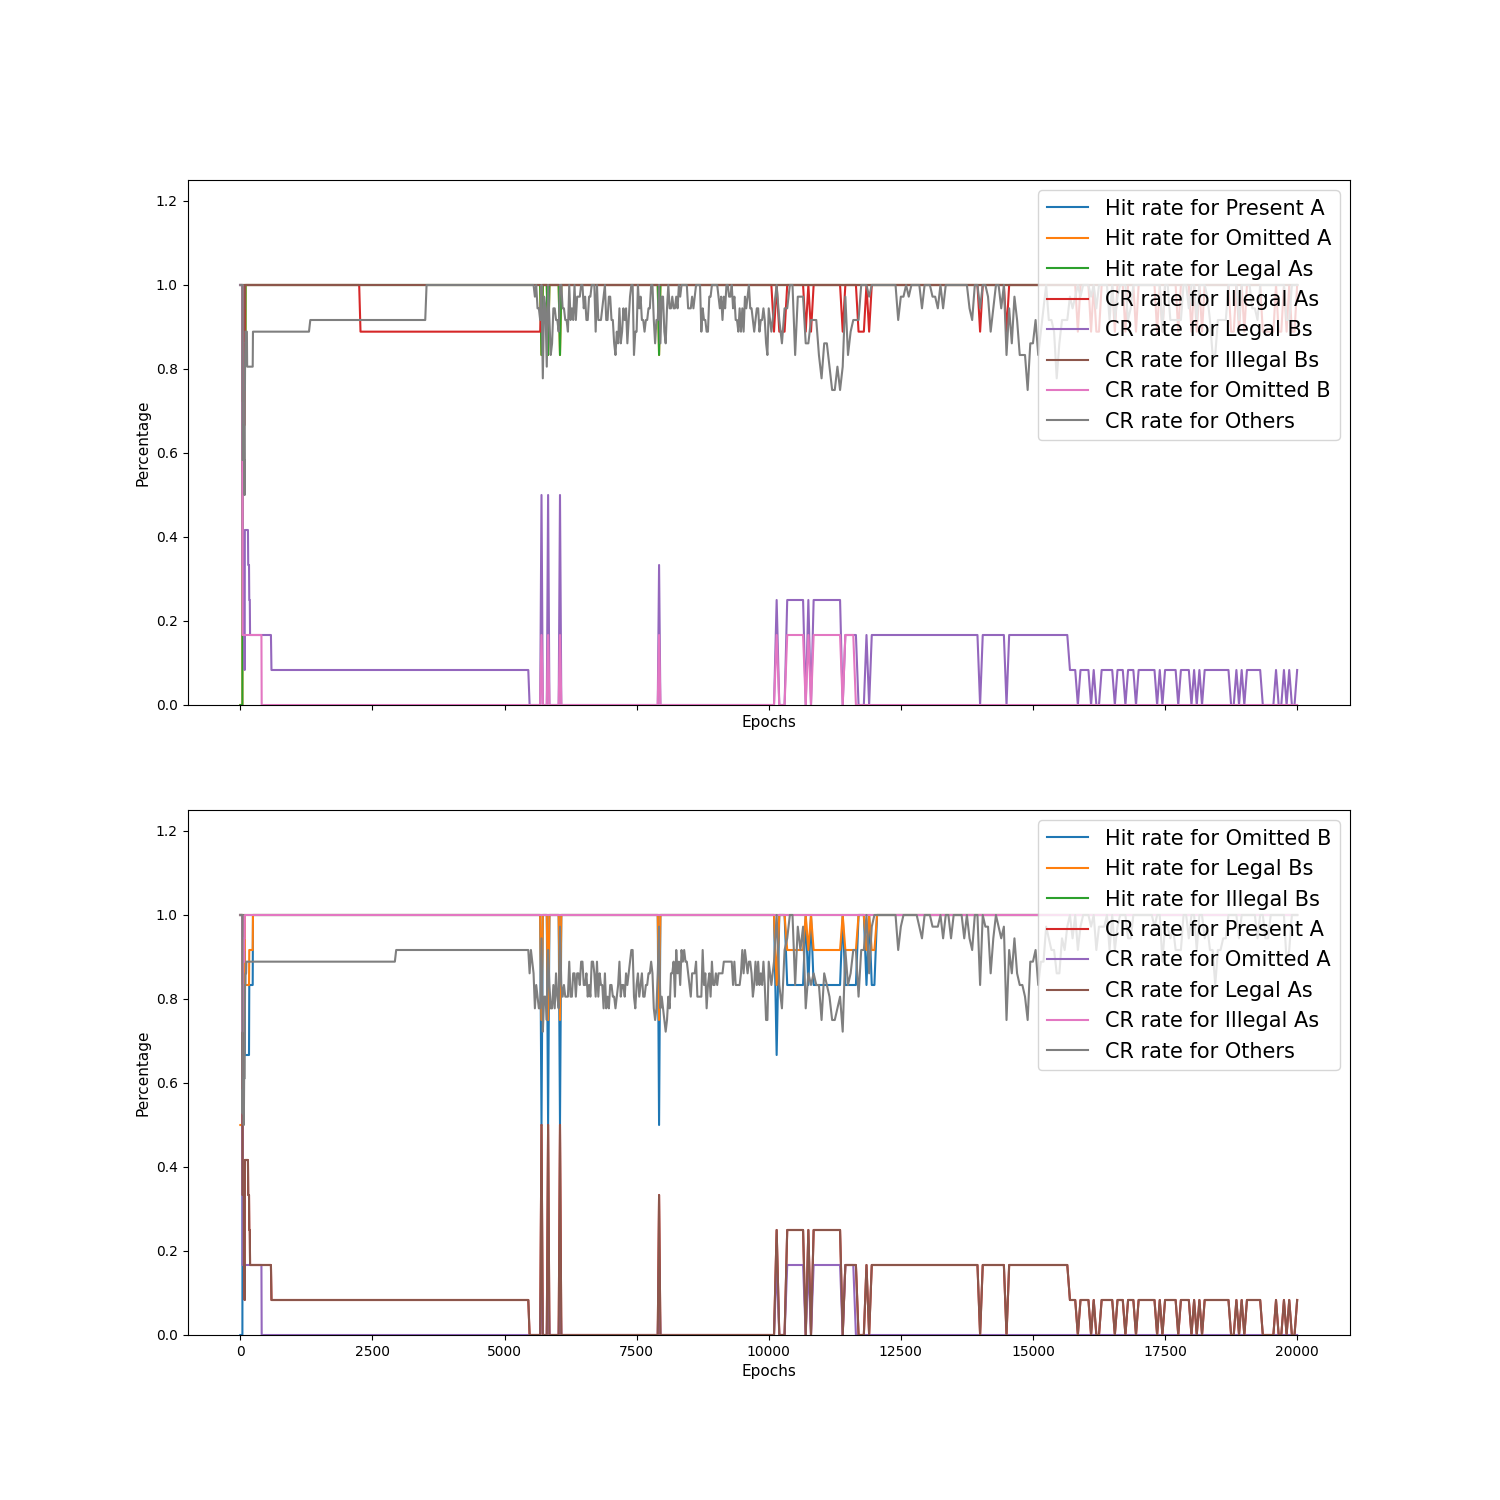 1.2
1.0
0.8
0.6
0.4
0.2
0.0
Percentage
Hit rate for Present A
Hit rate for Omitted A
Hit rate for Legal As
CR rate for Illegal As
CR rate for Legal Bs
CR rate for Illegal Bs
CR rate for Omitted B
CR rate for Others
Epochs
1.2
1.0
0.8
0.6
0.4
0.2
0.0
Percentage
Hit rate for Omitted B
Hit rate for Legal Bs
Hit rate for Illegal Bs
CR rate for Present A
CR rate for Omitted A
CR rate for Legal As
CR rate for Illegal As
CR rate for Others
0 2500 5000 7500 10000 12500 15000 17500 20000
Epochs